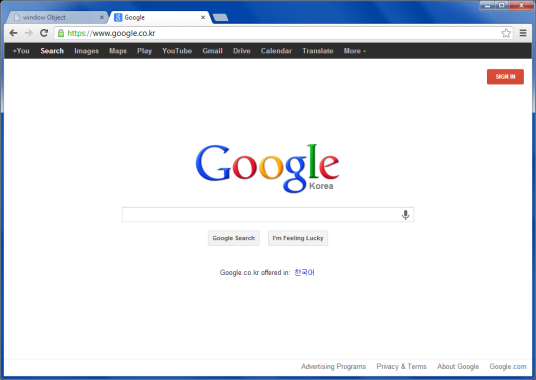 window Object
Google
https://www.google.co.kr
+You Search Images Maps Play YouTube Gmail Drive Calendar Translate More
SIGN IN
Google
Korea
Google Search I'm Feeling Lucky
Google.co.kr offered in: 한국어
Advertising Programs Privacy & Terms About Google Google.com